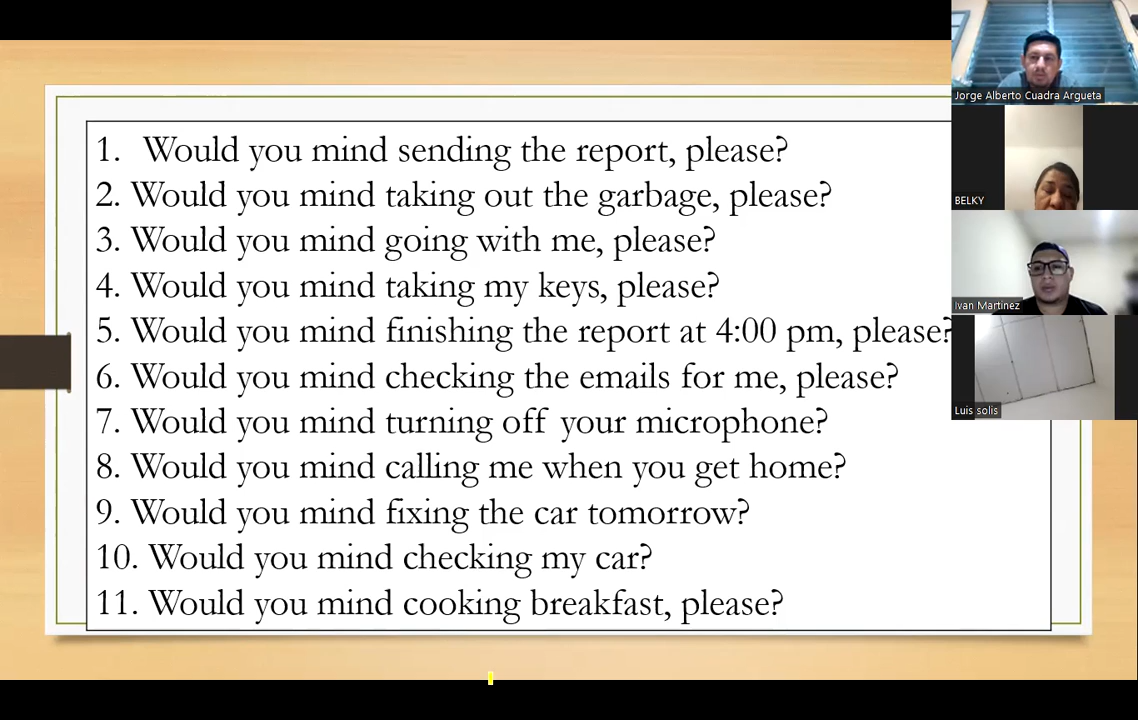 1. Would you mind sending the report, please?
2. Would you mind taking out the garbage, please?
3. Would you mind going with me, please?
4. Would you mind taking my keys, please?
5. Would you mind finishing the report at 4:00 pm, please?
6. Would you mind checking the emails for me, please?
7. Would you mind turning off your microphone?
8. Would you mind calling me when you get home?
9. Would you mind fixing the car tomorrow?
10. Would you mind checking my car?
11. Would you mind cooking breakfast, please?
Jorge Alberto Cuadra Argueta
BELKY
Ivan Martinez
Luis solis